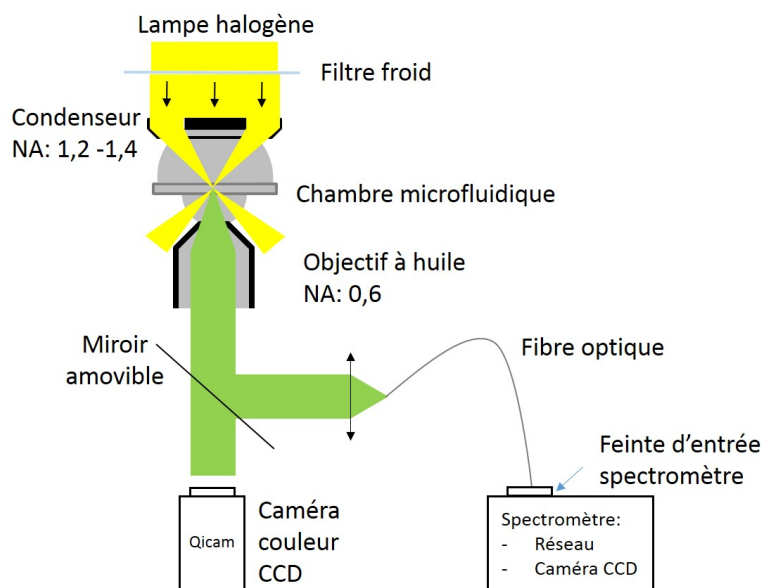 Lampe halogène
Filtre froid
Condenseur
NA: 1,2 -1,4
Chambre microfluidique
Objectif à huile
NA: 0,6
Miroir
amovible
Fibre optique
Feinte d'entrée
spectromètre
Qicam
Caméra
couleur
CCD
Spectromètre:
- Réseau
- Caméra CCD